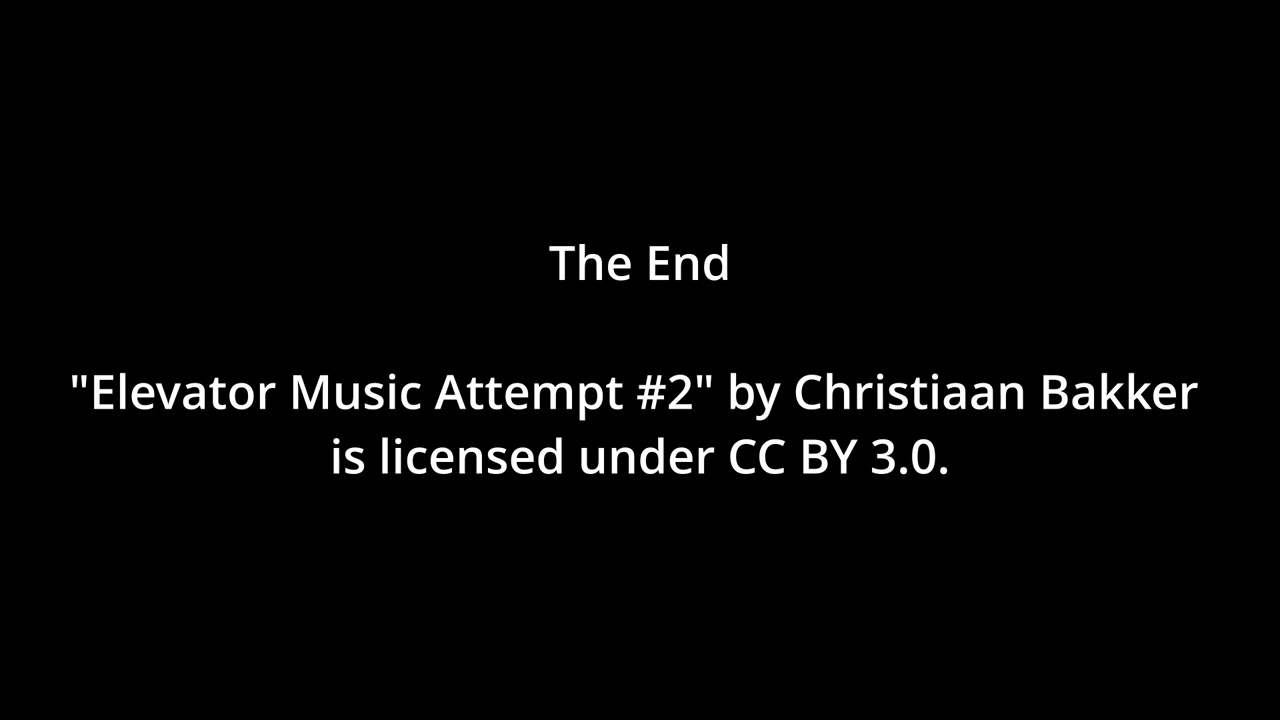 The End
"Elevator Music Attempt #2" by Christiaan Bakker
is licensed under CC BY 3.0.